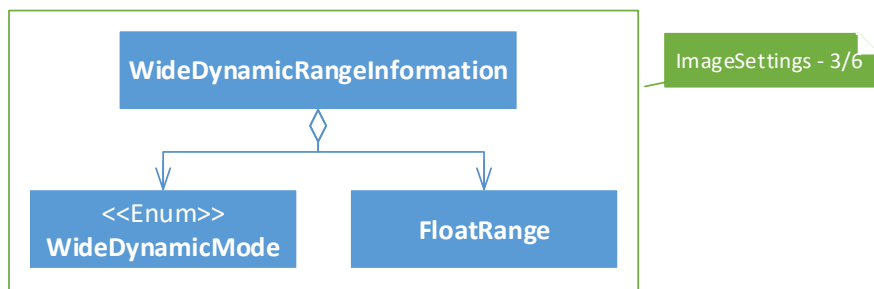 WideDynamicRangeInformation
ImageSettings - 3/6
<<Enum>>
WideDynamicMode
FloatRange